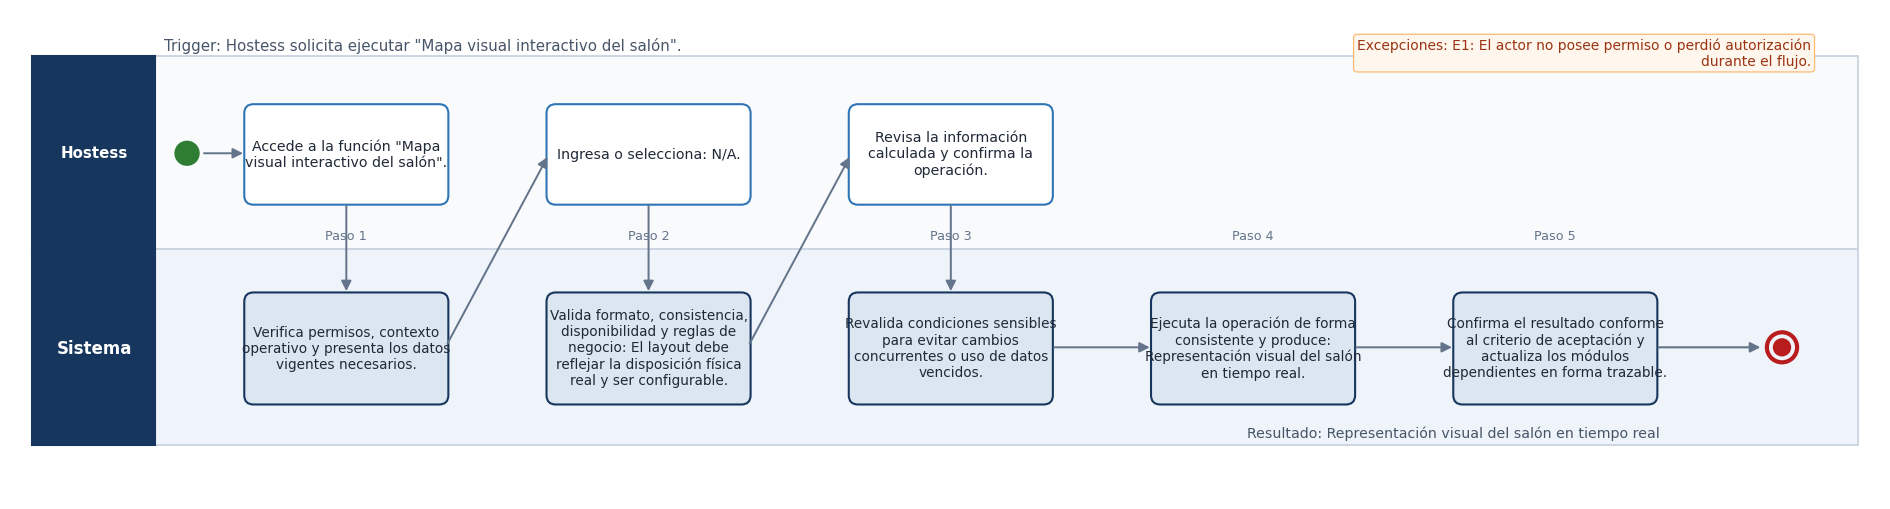 Trigger: Hostess solicita ejecutar "Mapa visual interactivo del salón".
Excepciones: E1: El actor no posee permiso o perdió autorización
durante el flujo.
Hostess
Accede a la función "Mapa
visual interactivo del salón".
Ingresa o selecciona: N/A.
Revisa la información
calculada y confirma la
operación.
Paso 1
Paso 2
Paso 3
Paso 4
Paso 5
Sistema
Verifica permisos, contexto
operativo y presenta los datos
vigentes necesarios.
Valida formato, consistencia,
disponibilidad y reglas de
negocio: El layout debe
reflejar la disposición física
real y ser configurable.
Revalida condiciones sensibles
para evitar cambios
concurrentes o uso de datos
vencidos.
Ejecuta la operación de forma
consistente y produce:
Representación visual del salón
en tiempo real.
Confirma el resultado conforme
al criterio de aceptación y
actualiza los módulos
dependientes en forma trazable.
Resultado: Representación visual del salón en tiempo real